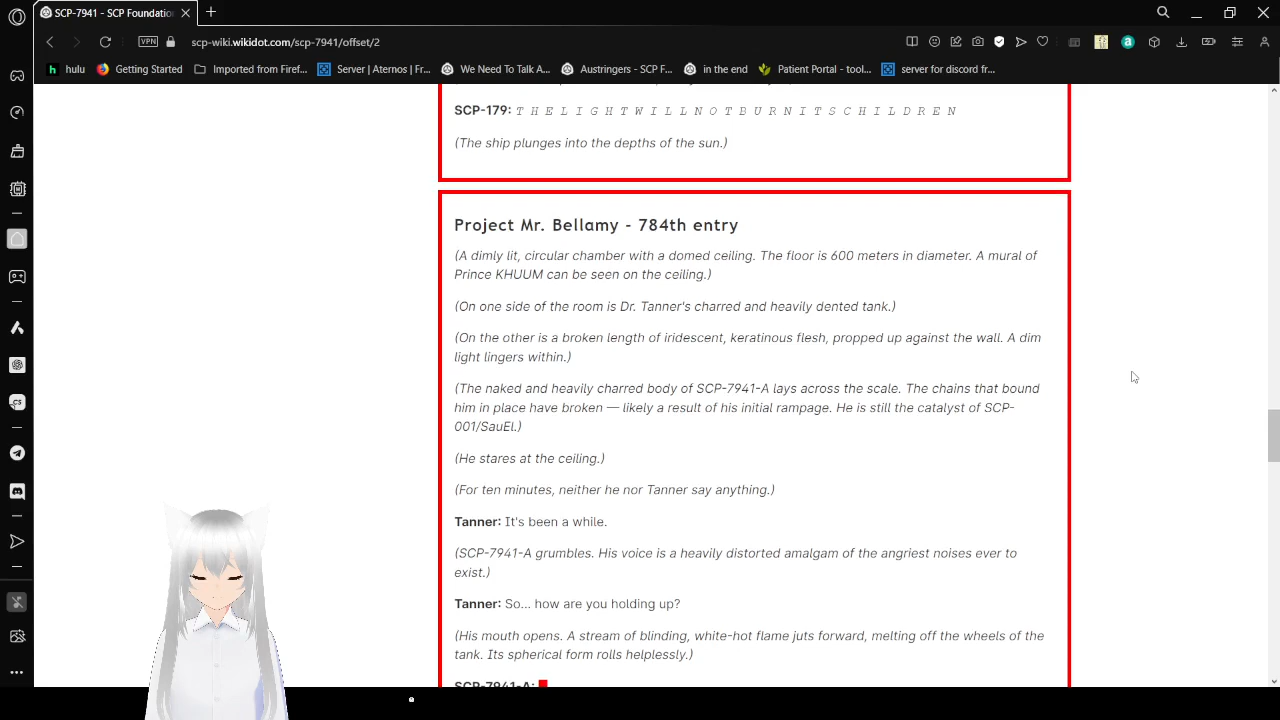 SCP-7941 - SCP Foundatio
scp-wiki.wikidot.com/scp-7941/offset/2
VPN
hulu
Getting Started
Imported from Firef...
Server | Aternos | Fr...
We Need To Talk A...
Austringers - SCP F...
in the end
Patient Portal - tool...
server for discord fr...
SCP-179: T H E L I G H T W I L L N O T B U R N I T S C H I L D R E N
(The ship plunges into the depths of the sun.)
Project Mr. Bellamy - 784th entry
(A dimly lit, circular chamber with a domed ceiling. The floor is 600 meters in diameter. A mural of
Prince KHUUM can be seen on the ceiling.)
(On one side of the room is Dr. Tanner's charred and heavily dented tank.)
(On the other is a broken length of iridescent, keratinous flesh, propped up against the wall. A dim
light lingers within.)
(The naked and heavily charred body of SCP-7941-A lays across the scale. The chains that bound
him in place have broken — likely a result of his initial rampage. He is still the catalyst of SCP-
001/SauEl.)
(He stares at the ceiling.)
(For ten minutes, neither he nor Tanner say anything.)
Tanner: It's been a while.
(SCP-7941-A grumbles. His voice is a heavily distorted amalgam of the angriest noises ever to
exist.)
Tanner: So... how are you holding up?
(His mouth opens. A stream of blinding, white-hot flame juts forward, melting off the wheels of the
tank. Its spherical form rolls helplessly.)
SCP-7941-A: